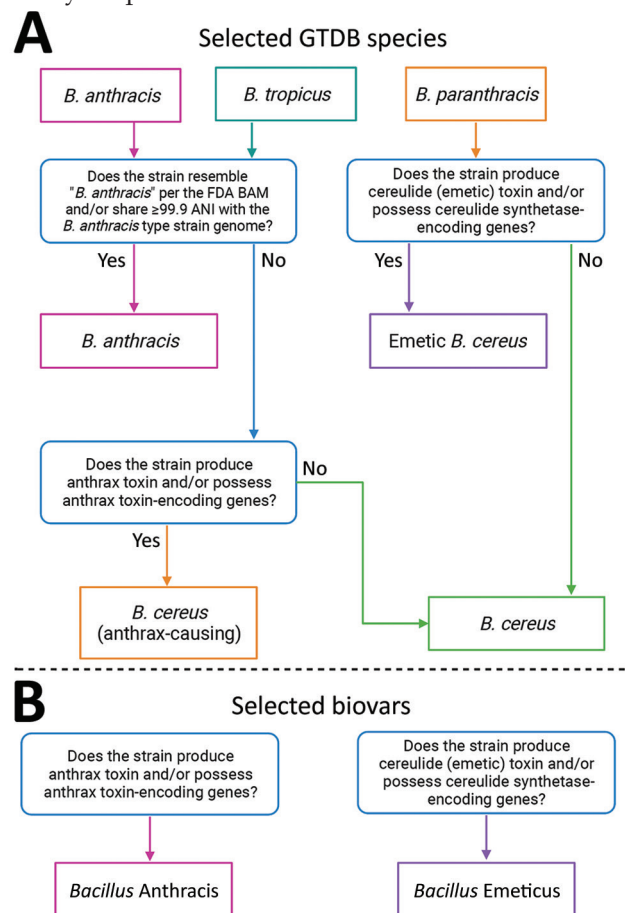 A
Selected GTDB species
B. anthracis
B. tropicus
B. paranthracis
Does the strain resemble
"B. anthracis" per the FDA BAM
and/or share ≥99.9 ANI with the
B. anthracis type strain genome?
Does the strain produce
cereulide (emetic) toxin and/or
possess cereulide synthetase-
encoding genes?
Yes
No
Yes
No
B. anthracis
Emetic B. cereus
Does the strain produce
anthrax toxin and/or possess
anthrax toxin-encoding genes?
No
Yes
B. cereus
(anthrax-causing)
B. cereus
B
Selected biovars
Does the strain produce
anthrax toxin and/or possess
anthrax toxin-encoding genes?
Does the strain produce
cereulide (emetic) toxin and/or
possess cereulide synthetase-
encoding genes?
Bacillus Anthracis
Bacillus Emeticus